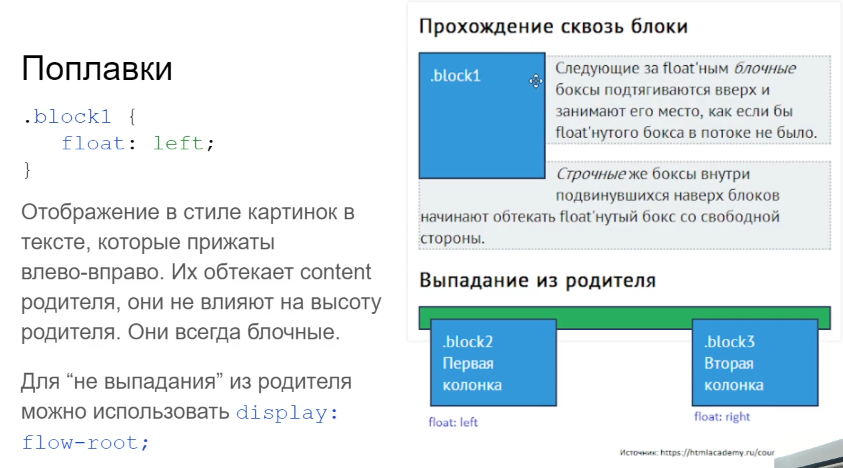 Поплавки
.block1 {
float: left;
}
Отображение в стиле картинок в
тексте, которые прижаты
влево-вправо. Их обтекает content
родителя, они не влияют на высоту
родителя. Они всегда блочные.
Для “не выпадания” из родителя
можно использовать display:
flow-root;
Прохождение сквозь блоки
.block1
Следующие за float'ным блочные
боксы подтягиваются вверх и
занимают его место, как если бы
float'нутого бокса в потоке не было.
Строчные же боксы внутри
подвинувшихся наверх блоков
начинают обтекать float'нутый бокс со свободной
стороны.
Выпадание из родителя
.block2
Первая
колонка
.block3
Вторая
колонка
float: left
float: right
Источник: https://htmlacademy.ru/cour